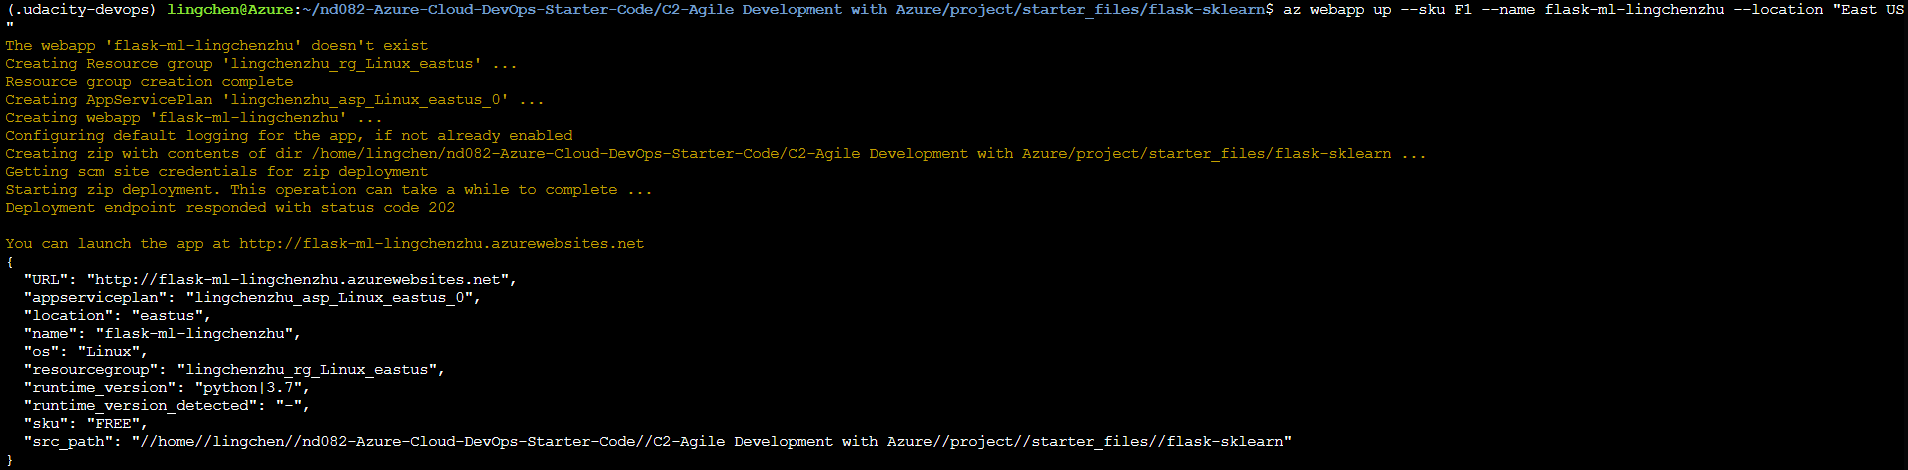 (.udacity-devops) lingchen@Azure:~/nd082-Azure-Cloud-DevOps-Starter-Code/C2-Agile Development with Azure/project/starter_files/flask-sklearn$ az webapp up --sku F1 --name flask-ml-lingchenzhu --location "East US
"
The webapp 'flask-ml-lingchenzhu' doesn't exist
Creating Resource group 'lingchenzhu_rg_Linux_eastus' ...
Resource group creation complete
Creating AppServicePlan 'lingchenzhu_asp_Linux_eastus_0' ...
Creating webapp 'flask-ml-lingchenzhu' ...
Configuring default logging for the app, if not already enabled
Creating zip with contents of dir /home/lingchen/nd082-Azure-Cloud-DevOps-Starter-Code/C2-Agile Development with Azure/project/starter_files/flask-sklearn ...
Getting scm site credentials for zip deployment
Starting zip deployment. This operation can take a while to complete ...
Deployment endpoint responded with status code 202
You can launch the app at http://flask-ml-lingchenzhu.azurewebsites.net
{
  "URL": "http://flask-ml-lingchenzhu.azurewebsites.net",
  "appserviceplan": "lingchenzhu_asp_Linux_eastus_0",
  "location": "eastus",
  "name": "flask-ml-lingchenzhu",
  "os": "Linux",
  "resourcegroup": "lingchenzhu_rg_Linux_eastus",
  "runtime_version": "python|3.7",
  "runtime_version_detected": "-",
  "sku": "FREE",
  "src_path": "//home//lingchen//nd082-Azure-Cloud-DevOps-Starter-Code//C2-Agile Development with Azure//project//starter_files//flask-sklearn"
}